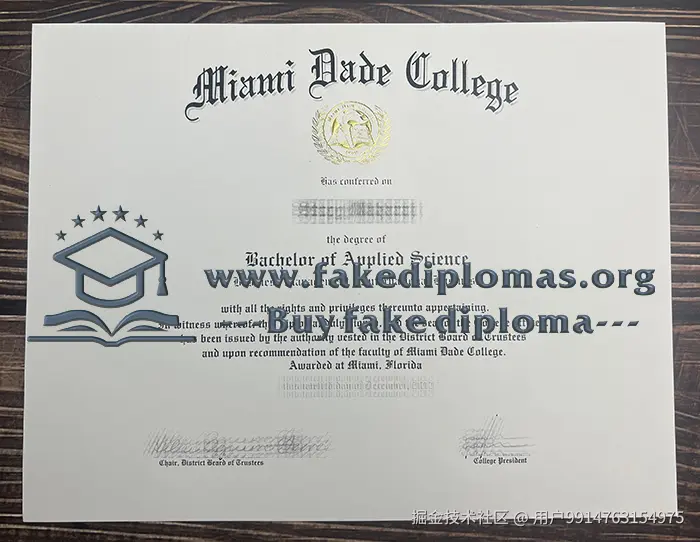 Miami Dade College
Has conferred on
the degree of
Bachelor of Applied Science
www.fakediplomas.org
with all the rights and privileges thereunto appertaining.
Buy fake diploma---
been issued by the authority vested in the District Board of Trustees
and upon recommendation of the faculty of Miami Dade College.
Awarded at Miami, Florida
Chair, District Board of Trustees
College President
掘金技术社区 @ 用户9914763154975